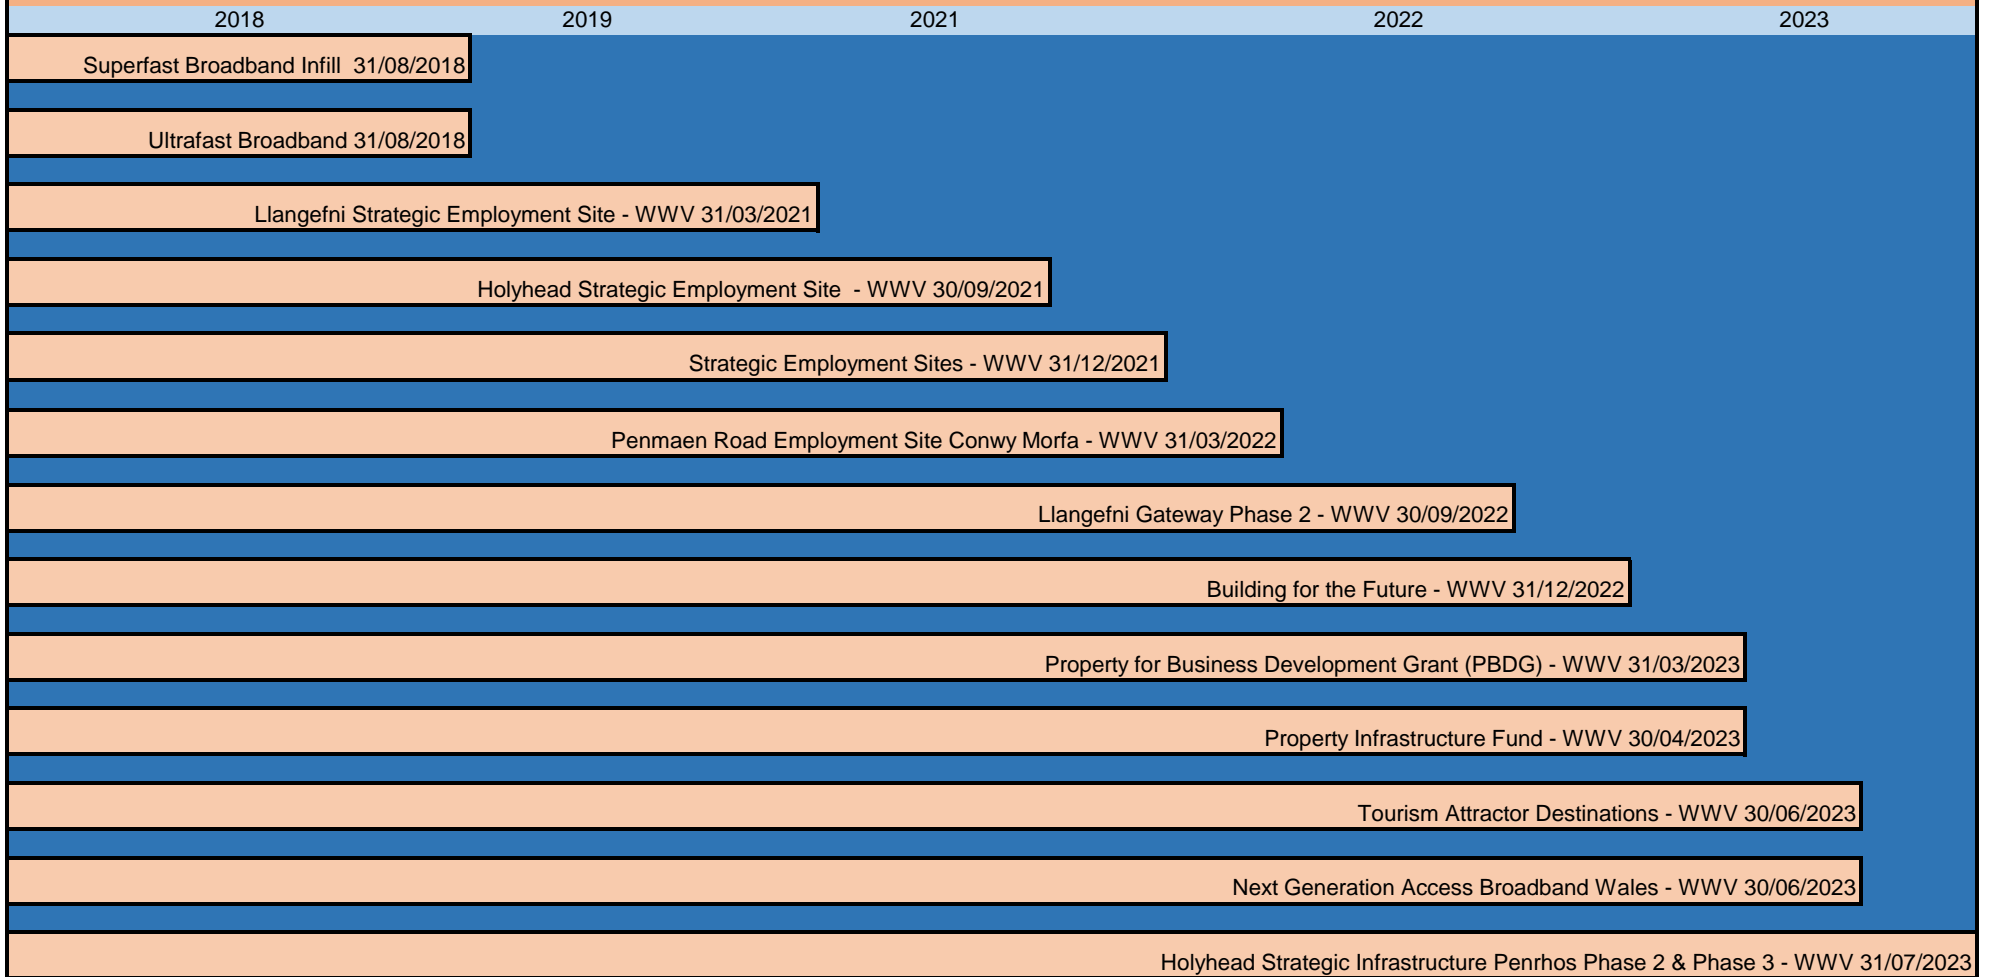 2018 2019 2021 2022 2023
Superfast Broadband Infill  31/08/2018
Ultrafast Broadband 31/08/2018
Llangefni Strategic Employment Site - WWV 31/03/2021
Holyhead Strategic Employment Site  - WWV 30/09/2021
Strategic Employment Sites - WWV 31/12/2021
Penmaen Road Employment Site Conwy Morfa - WWV 31/03/2022
Llangefni Gateway Phase 2 - WWV 30/09/2022
Building for the Future - WWV 31/12/2022
Property for Business Development Grant (PBDG) - WWV 31/03/2023
Property Infrastructure Fund - WWV 30/04/2023
Tourism Attractor Destinations - WWV 30/06/2023
Next Generation Access Broadband Wales - WWV 30/06/2023
Holyhead Strategic Infrastructure Penrhos Phase 2 & Phase 3 - WWV 31/07/2023